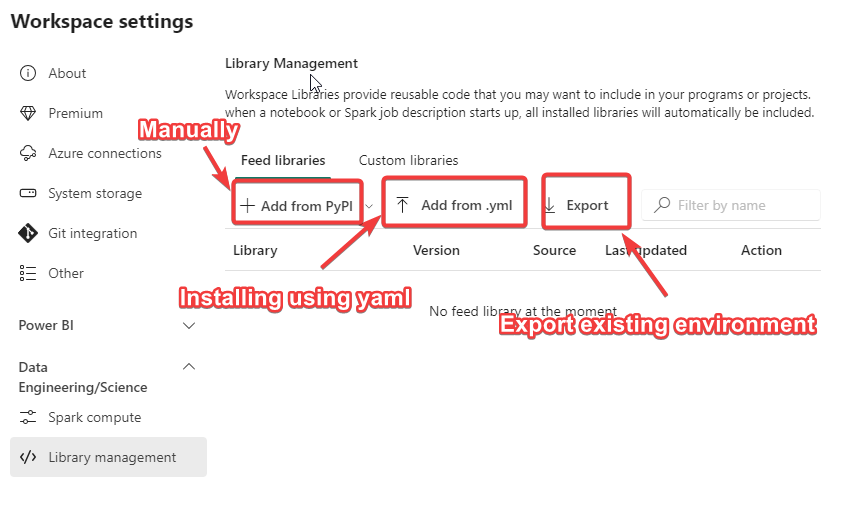 Workspace settings
About
Premium
Azure connections
System storage
Git integration
Other
Power BI
Data
Engineering/Science
Spark compute
Library management
Library Management
Workspace Libraries provide reusable code that you may want to include in your programs or projects.
when a notebook or Spark job description starts up, all installed libraries will automatically be included.
Manually
Feed libraries Custom libraries
Add from PyPI Add from .yml Export Filter by name
Library Version Source Last updated Action
Installing using yaml
No feed library at the moment
Export existing environment